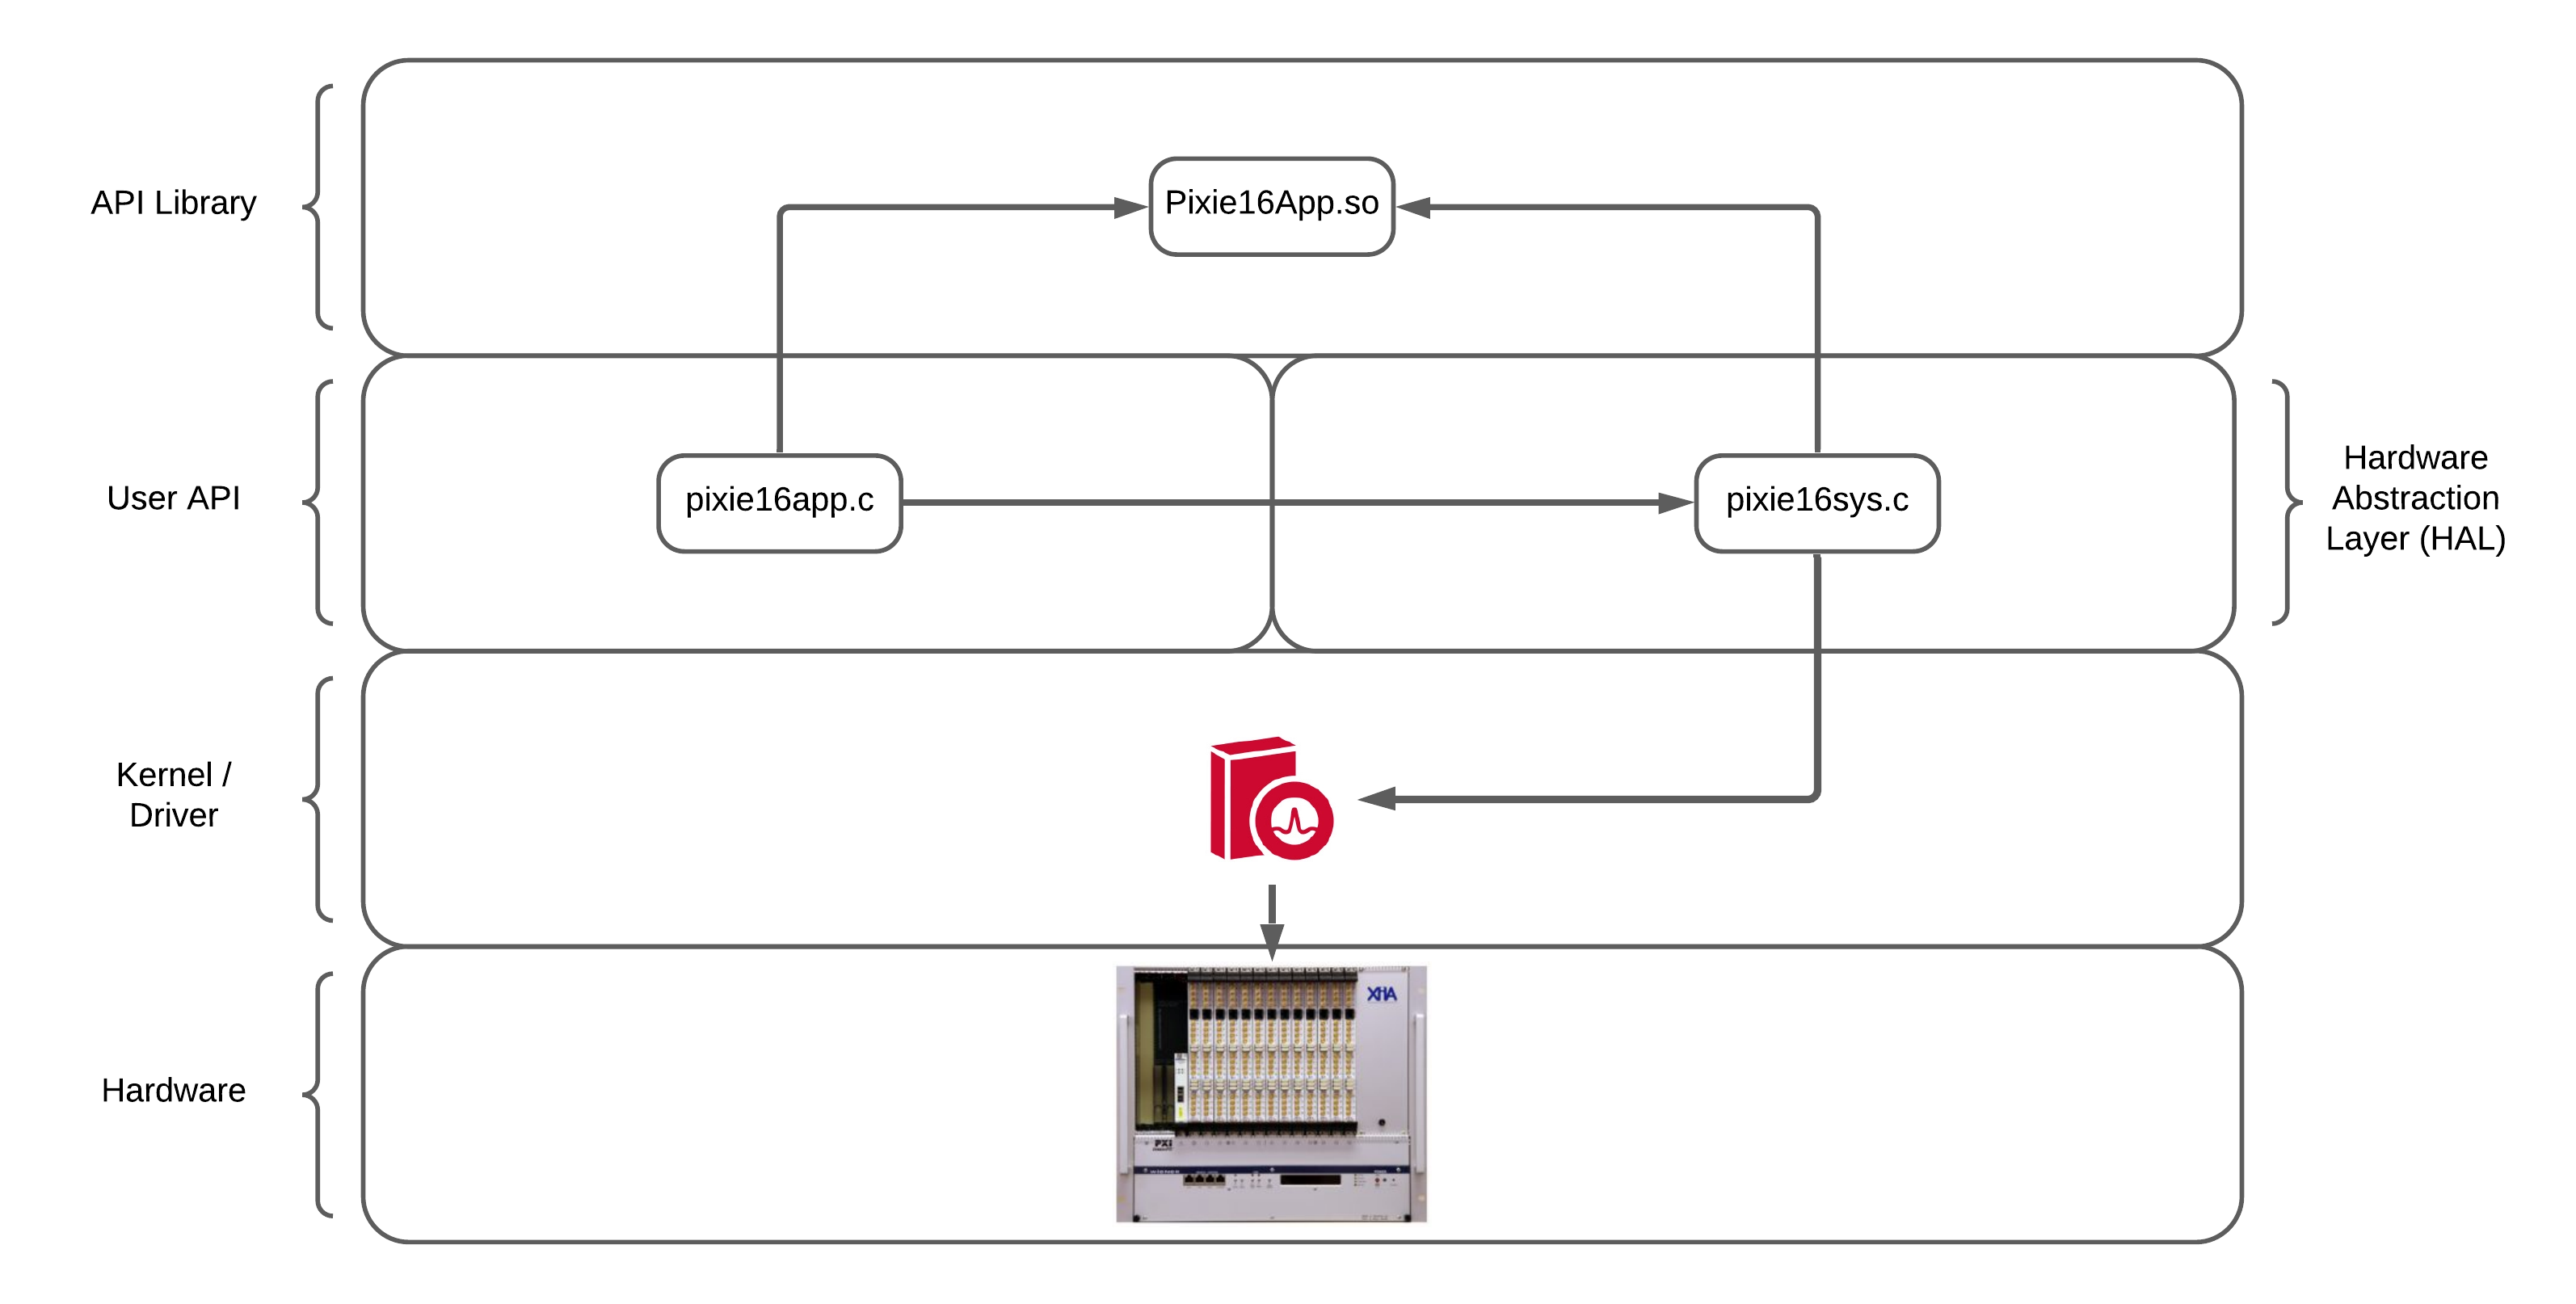 API Library
Pixie16App.so
User API
pixie16app.c
pixie16sys.c
Hardware
Abstraction
Layer (HAL)
Kernel /
Driver
Hardware
XIA
PXI